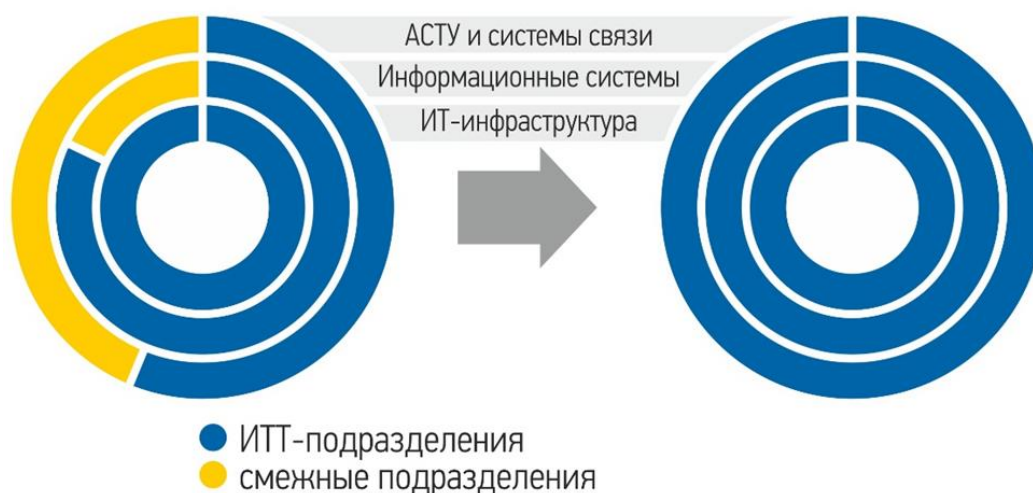 АСТУ и системы связи
Информационные системы
ИТ-инфраструктура
ИТТ-подразделения
смежные подразделения